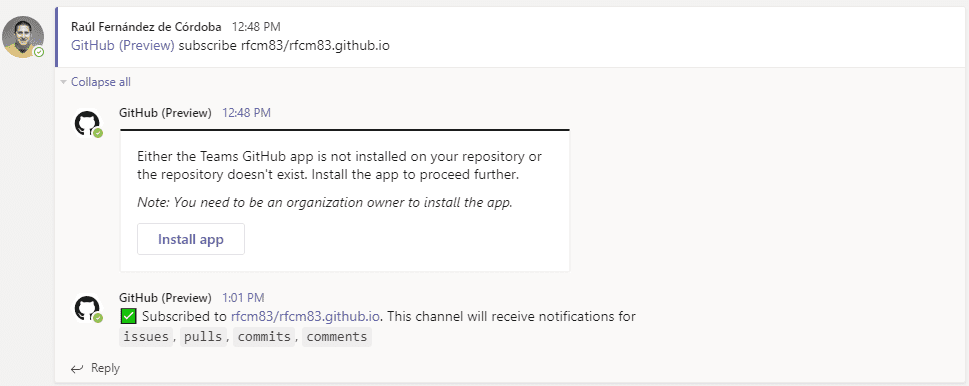 Raúl Fernández de Córdoba 12:48 PM
GitHub (Preview) subscribe rfcm83/rfcm83.github.io
Collapse all
GitHub (Preview) 12:48 PM
Either the Teams GitHub app is not installed on your repository or
the repository doesn't exist. Install the app to proceed further.
Note: You need to be an organization owner to install the app.
Install app
GitHub (Preview) 1:01 PM
✅ Subscribed to rfcm83/rfcm83.github.io. This channel will receive notifications for
issues, pulls, commits, comments
Reply